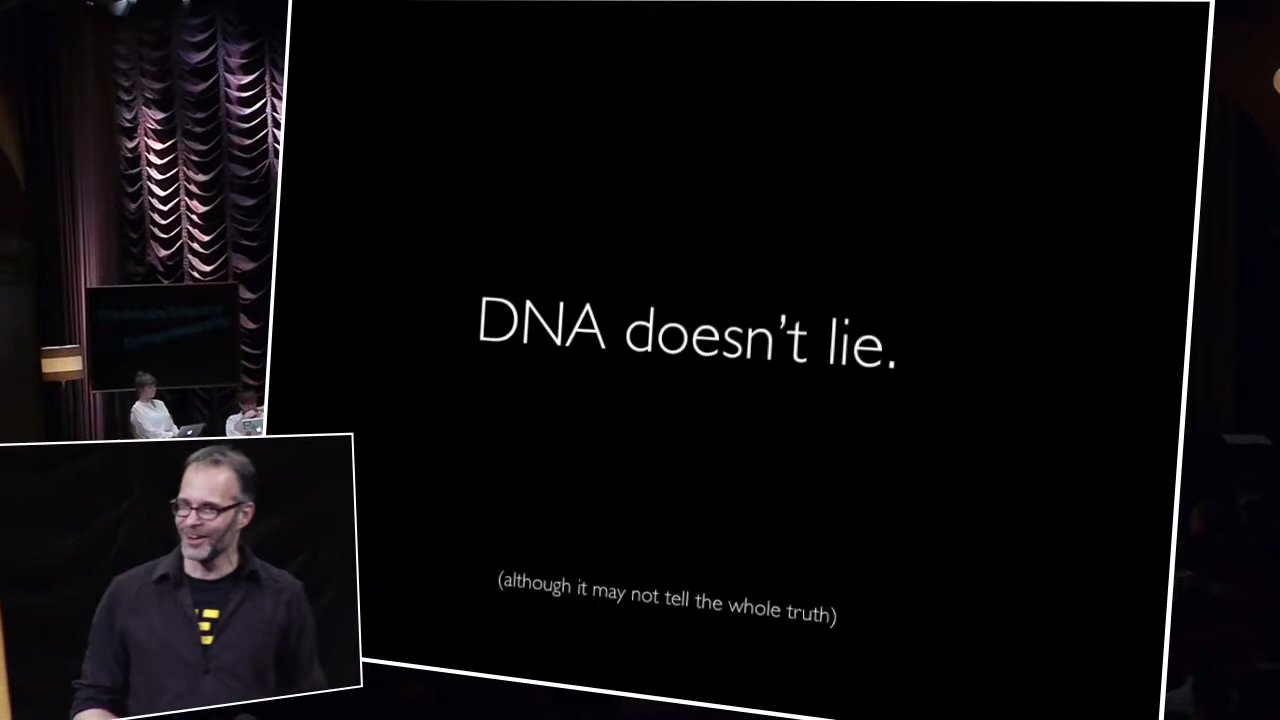 DNA doesn't lie.
(although it may not tell the whole truth)